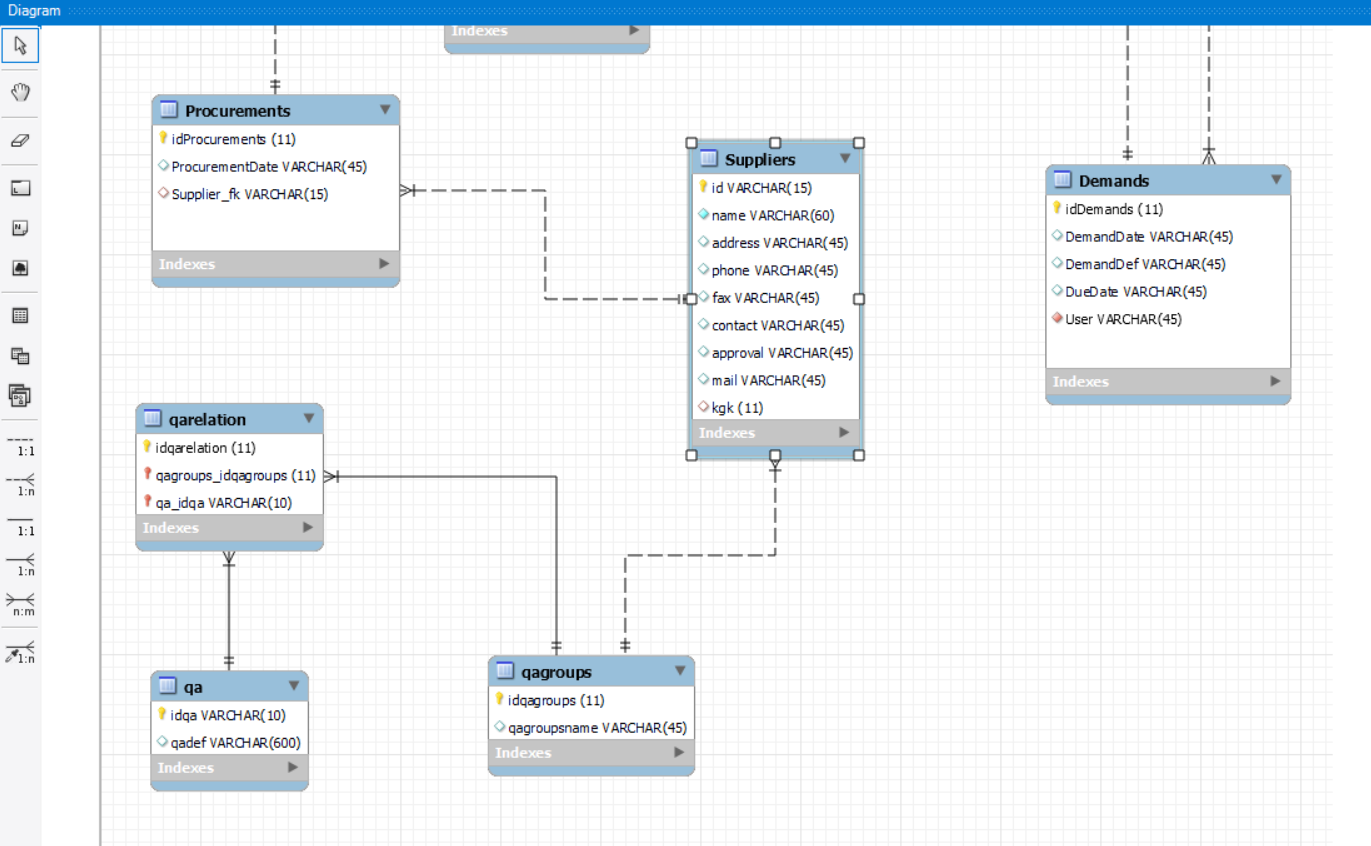 Diagram
Indexes
Procurements
idProcurements (11)
ProcurementDate VARCHAR(45)
Supplier_fk VARCHAR(15)
Indexes
Suppliers
id VARCHAR(15)
name VARCHAR(60)
address VARCHAR(45)
phone VARCHAR(45)
fax VARCHAR(45)
contact VARCHAR(45)
approval VARCHAR(45)
mail VARCHAR(45)
kgk (11)
Indexes
Demands
idDemands (11)
DemandDate VARCHAR(45)
DemandDef VARCHAR(45)
DueDate VARCHAR(45)
User VARCHAR(45)
Indexes
qarelation
idqarelation (11)
qagroups_idqagroups (11)
qa_idqa VARCHAR(10)
Indexes
qa
idqa VARCHAR(10)
qadef VARCHAR(600)
Indexes
qagroups
idqagroups (11)
qagroupsname VARCHAR(45)
Indexes
1:1
1:n
1:1
1:n
n:m
1:n